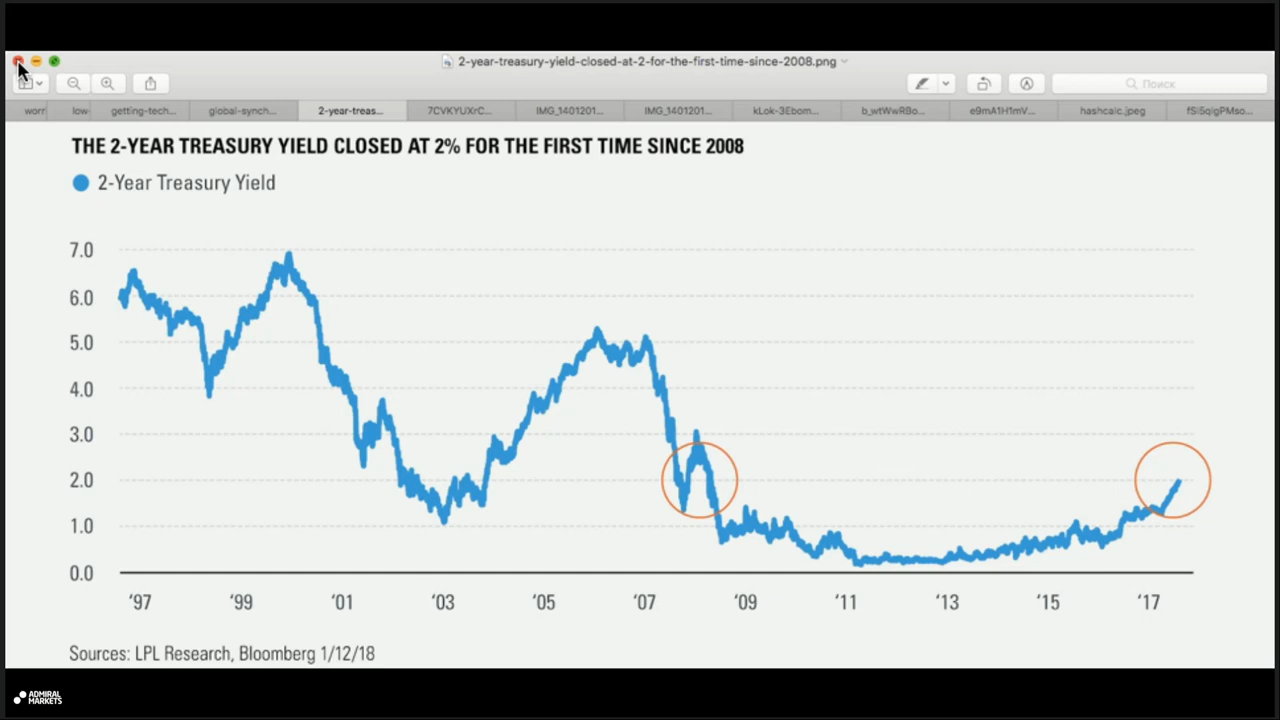 2-year-treasury-yield-closed-at-2-for-the-first-time-since-2008.png
Поиск
worr low getting-tech... global-synch... 2-year-treas... 7CVKYUXrC... IMG_1401201... IMG_1401201... kLok-3Ebom... b_wtWwRBo... e9mA1H1mV... hashcalc.jpeg
THE 2-YEAR TREASURY YIELD CLOSED AT 2% FOR THE FIRST TIME SINCE 2008
2-Year Treasury Yield
7.0
6.0
5.0
4.0
3.0
2.0
1.0
0.0
‘97 ‘99 ‘01 ‘03 ‘05 ‘07 ‘09 ‘11 ‘13 ‘15 ‘17
Sources: LPL Research, Bloomberg 1/12/18
ADMIRAL
MARKETS